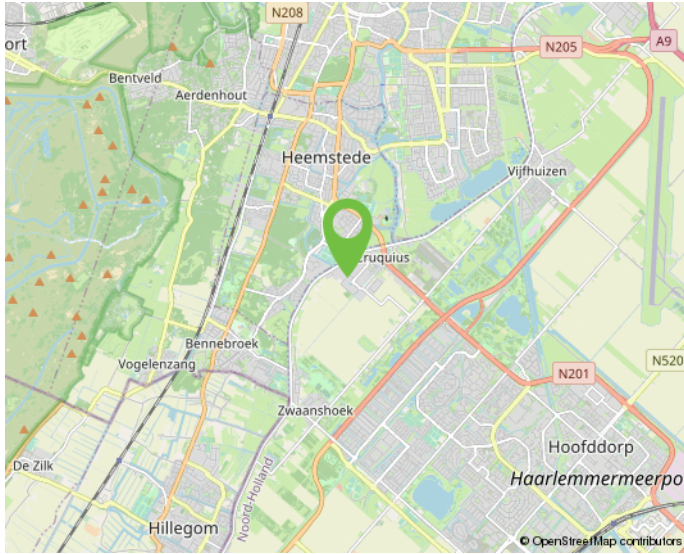 N208
A9
N205
ort
Bentveld
Aerdenhout
Heemstede
Vijfhuizen
Cruquius
Bennebroek
Vogelenzang
N520
N201
Zwaanshoek
Hoofddorp
De Zilk
Haarlemmermeerpo
Noord-Holland
Hillegom
© OpenStreetMap contributors